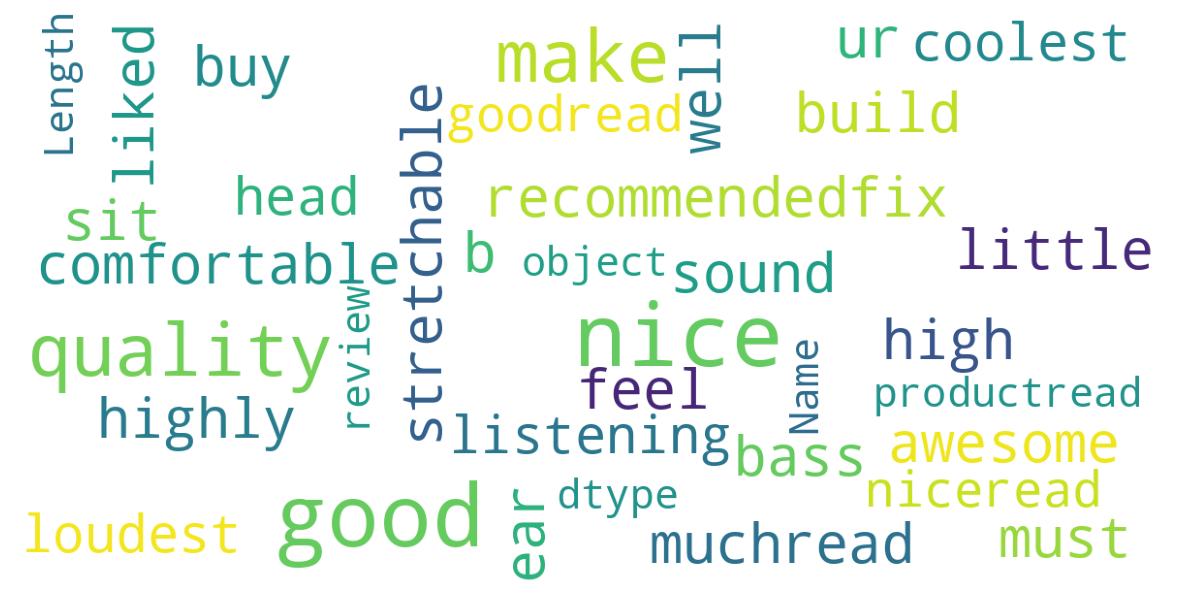 Length
liked
buy
make
well
ur
coolest
goodread
build
stretchable
head
recommendedfix
sit
comfortable
b
object
sound
little
quality
review
nice
feel
Name
high
productread
highly
listening
bass
awesome
niceread
loudest
good
ear
dtype
muchread
must